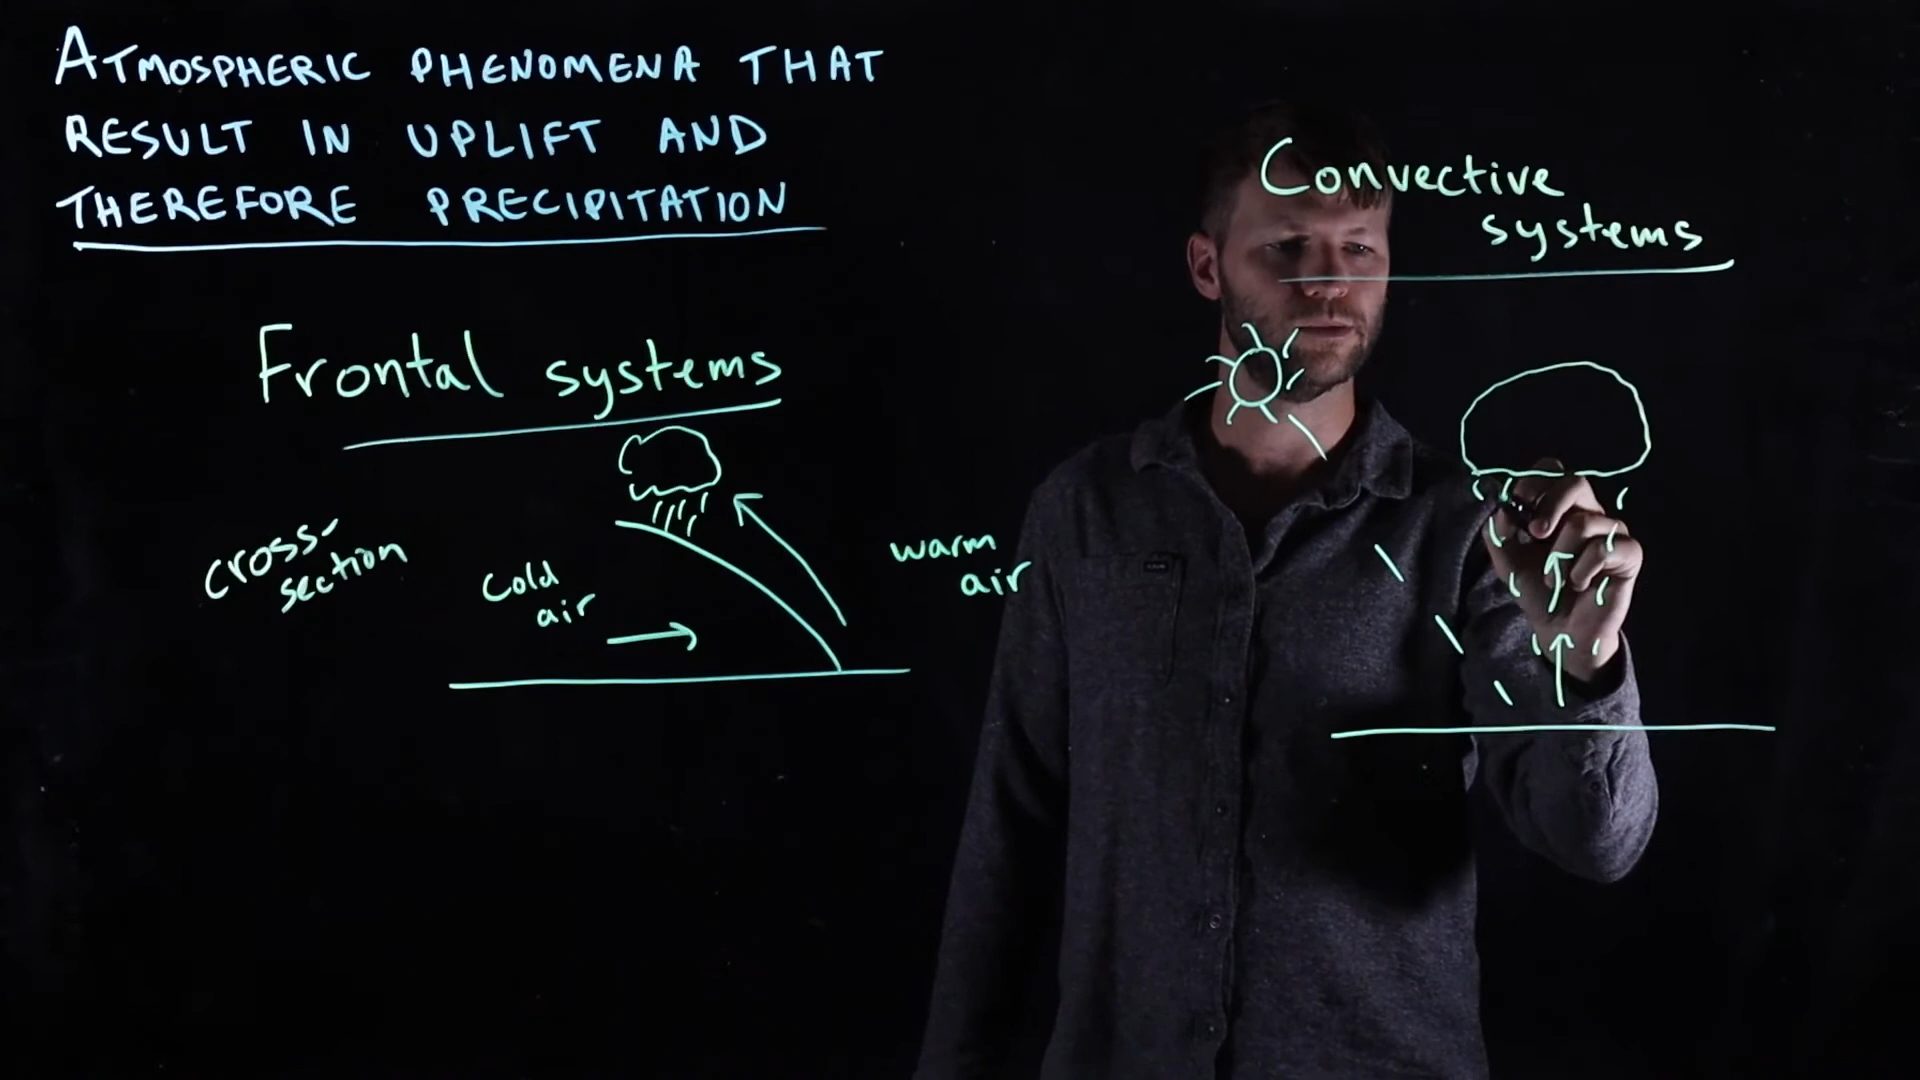 ATMOSPHERIC PHENOMENA THAT
RESULT IN UPLIFT AND
THEREFORE PRECIPITATION
Frontal systems
cross-
section
cold
air
warm
air
Convective
systems